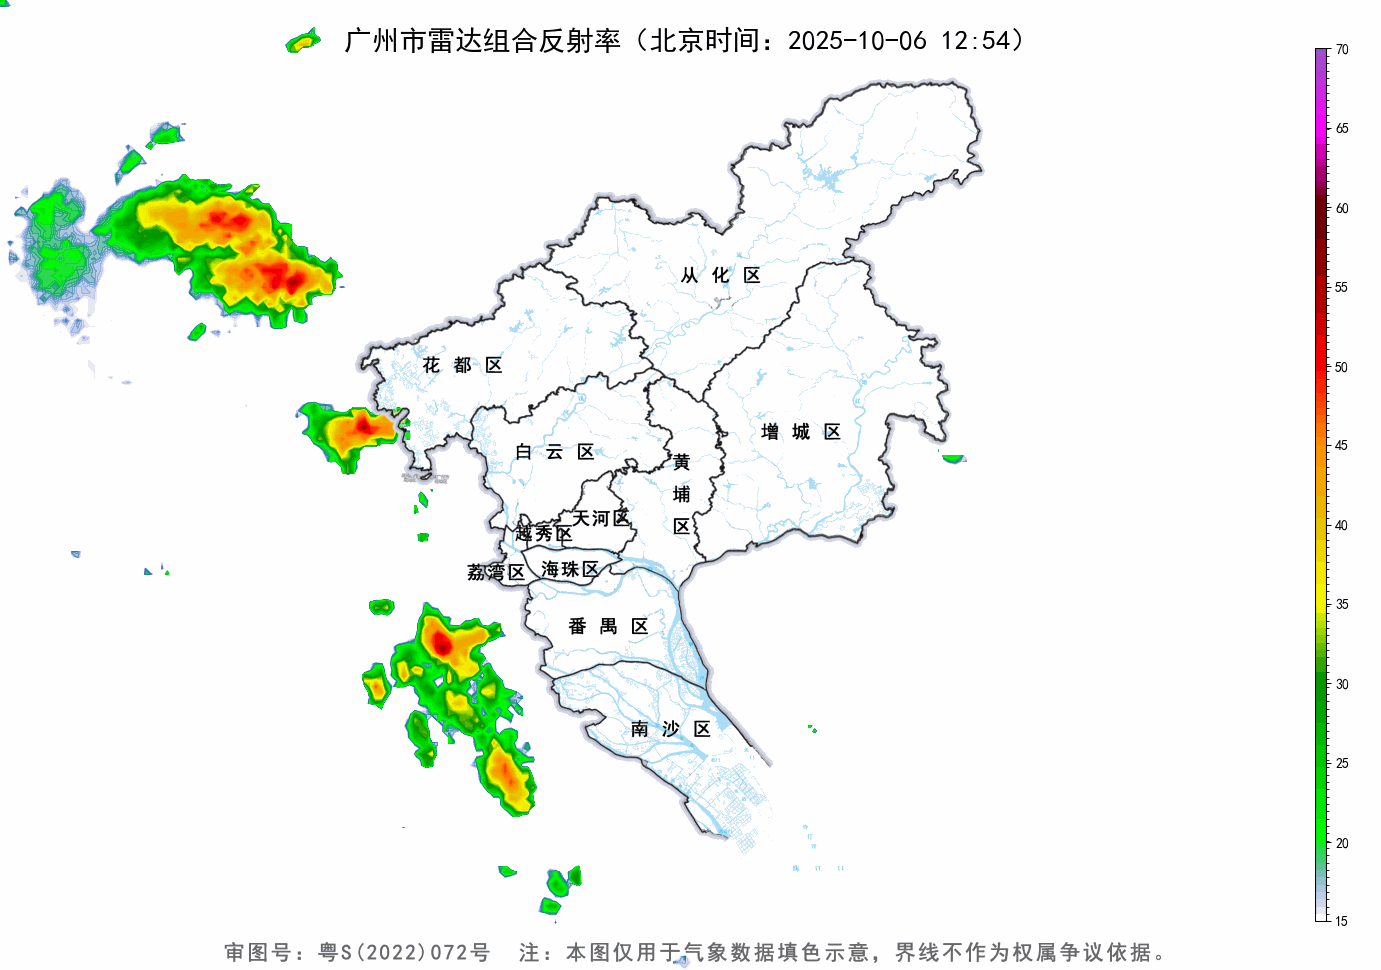 广州市雷达组合反射率（北京时间：2025-10-06 12:54）
70
65
60
55
50
45
40
35
30
25
20
15
从化区
花都区
增城区
白云区
黄埔区
天河区
越秀区
荔湾区
海珠区
番禺区
南沙区
审图号：粤S(2022)072号 注：本图仅用于气象数据填色示意，界线不作为权属争议依据。